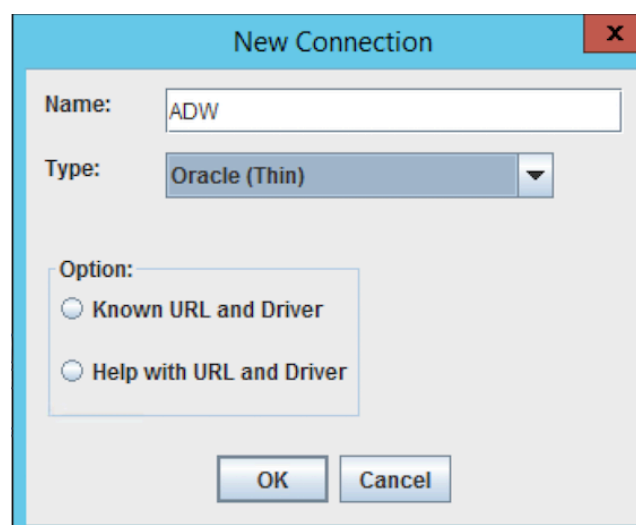 New Connection
x
Name: ADW
Type: Oracle (Thin)
Option:
Known URL and Driver
Help with URL and Driver
OK Cancel